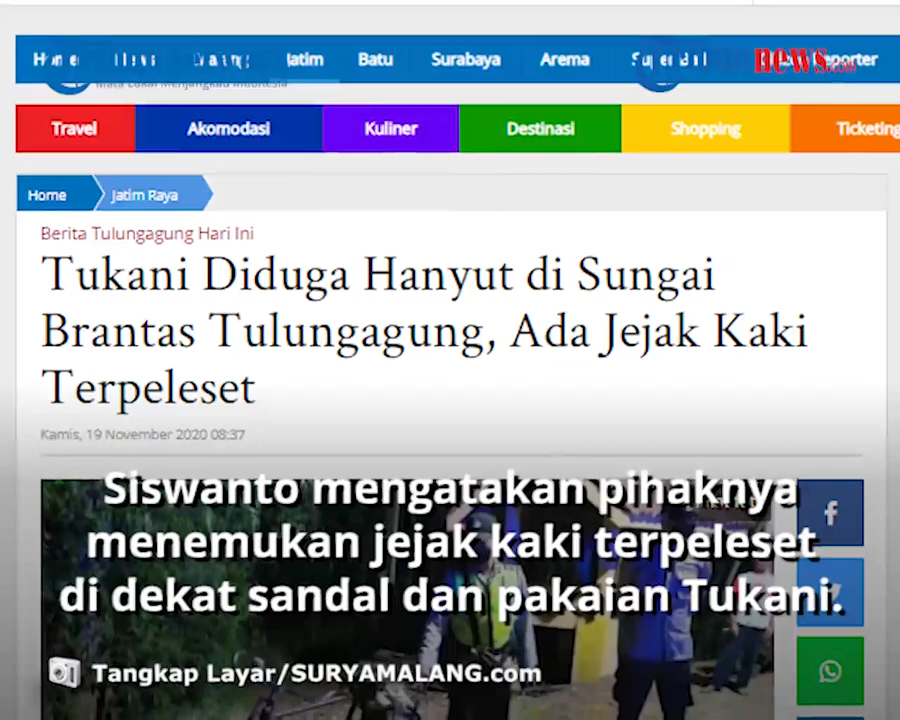 Jatim Batu Surabaya Arema
news
Travel Akomodasi Kuliner Destinasi Shopping Ticketing
Home Jatim Raya
Berita Tulungagung Hari Ini
Tukani Diduga Hanyut di Sungai
Brantas Tulungagung, Ada Jejak Kaki
Terpeleset
Kamis, 19 November 2020 08:37
Siswanto mengatakan pihaknya
menemukan jejak kaki terpeleset
di dekat sandal dan pakaian Tukani.
Tangkap Layar/SURYAMALANG.com